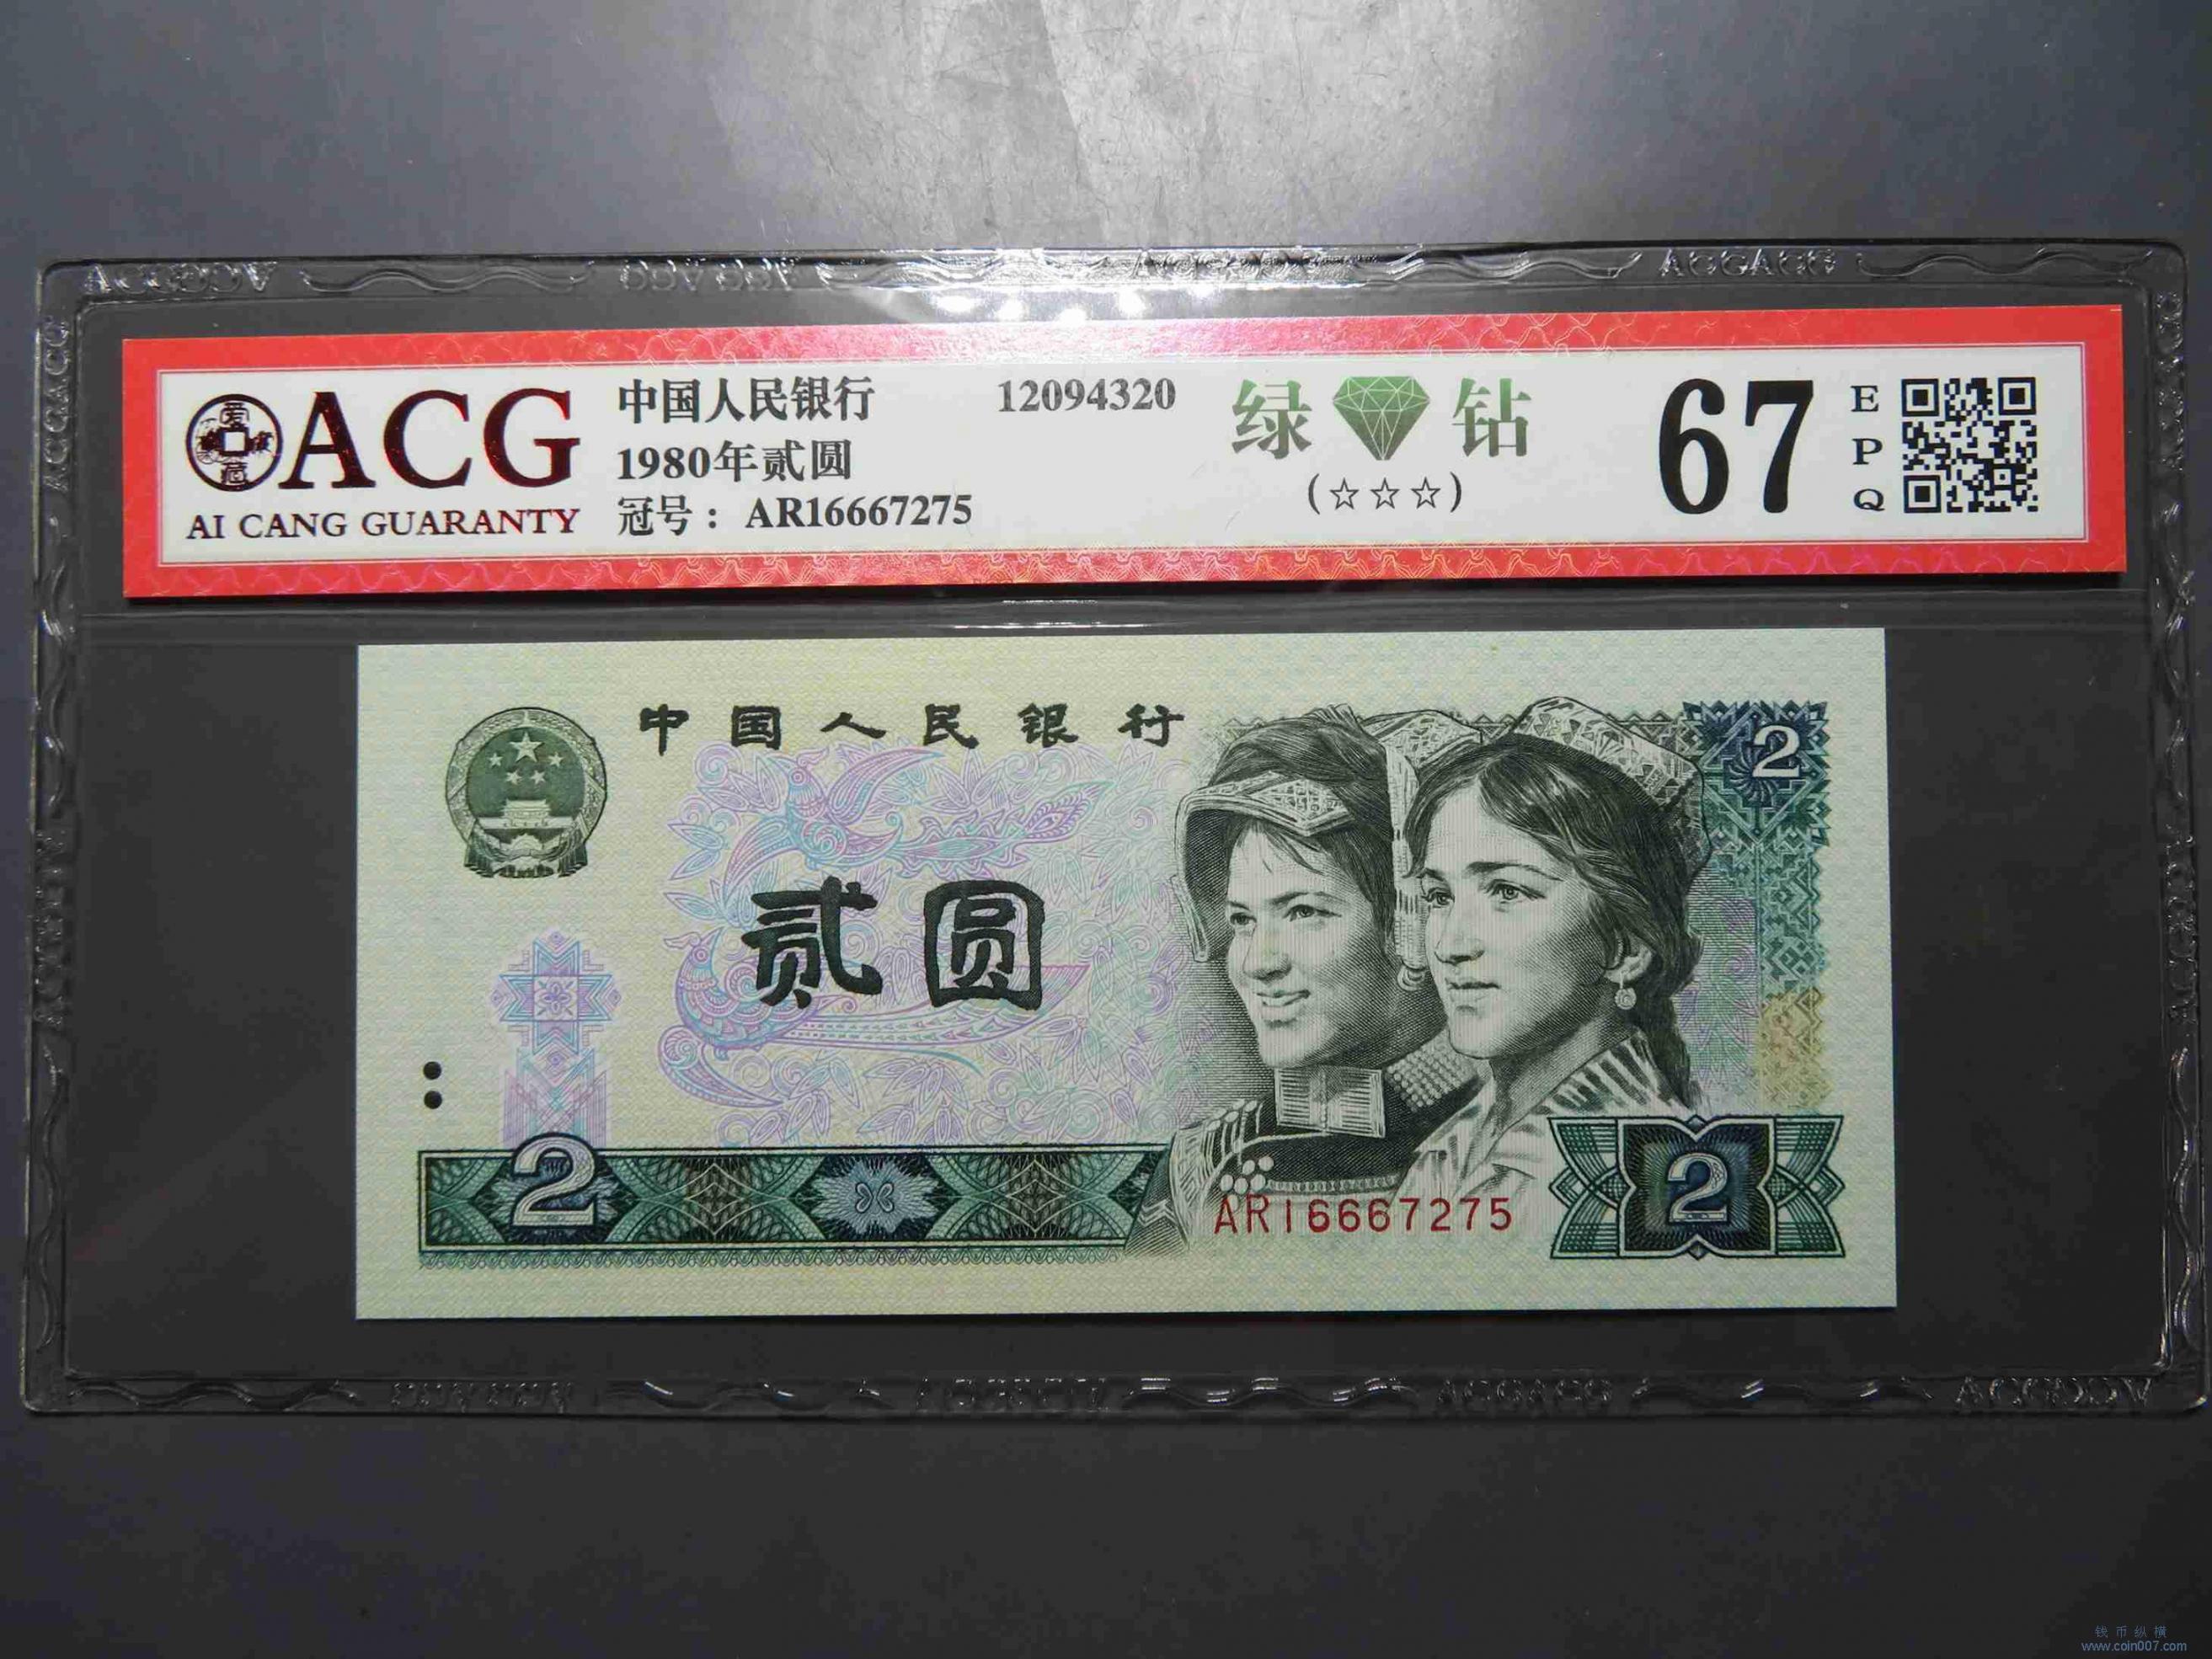 ACG
AI CANG GUARANTY
中国人民银行
1980年贰圆
冠号：AR16667275
12094320
绿钻
(☆☆☆)
67
EPQ
中国人民银行
贰圆
2
2
2
AR16667275
钱币纵横
www.coin007.com